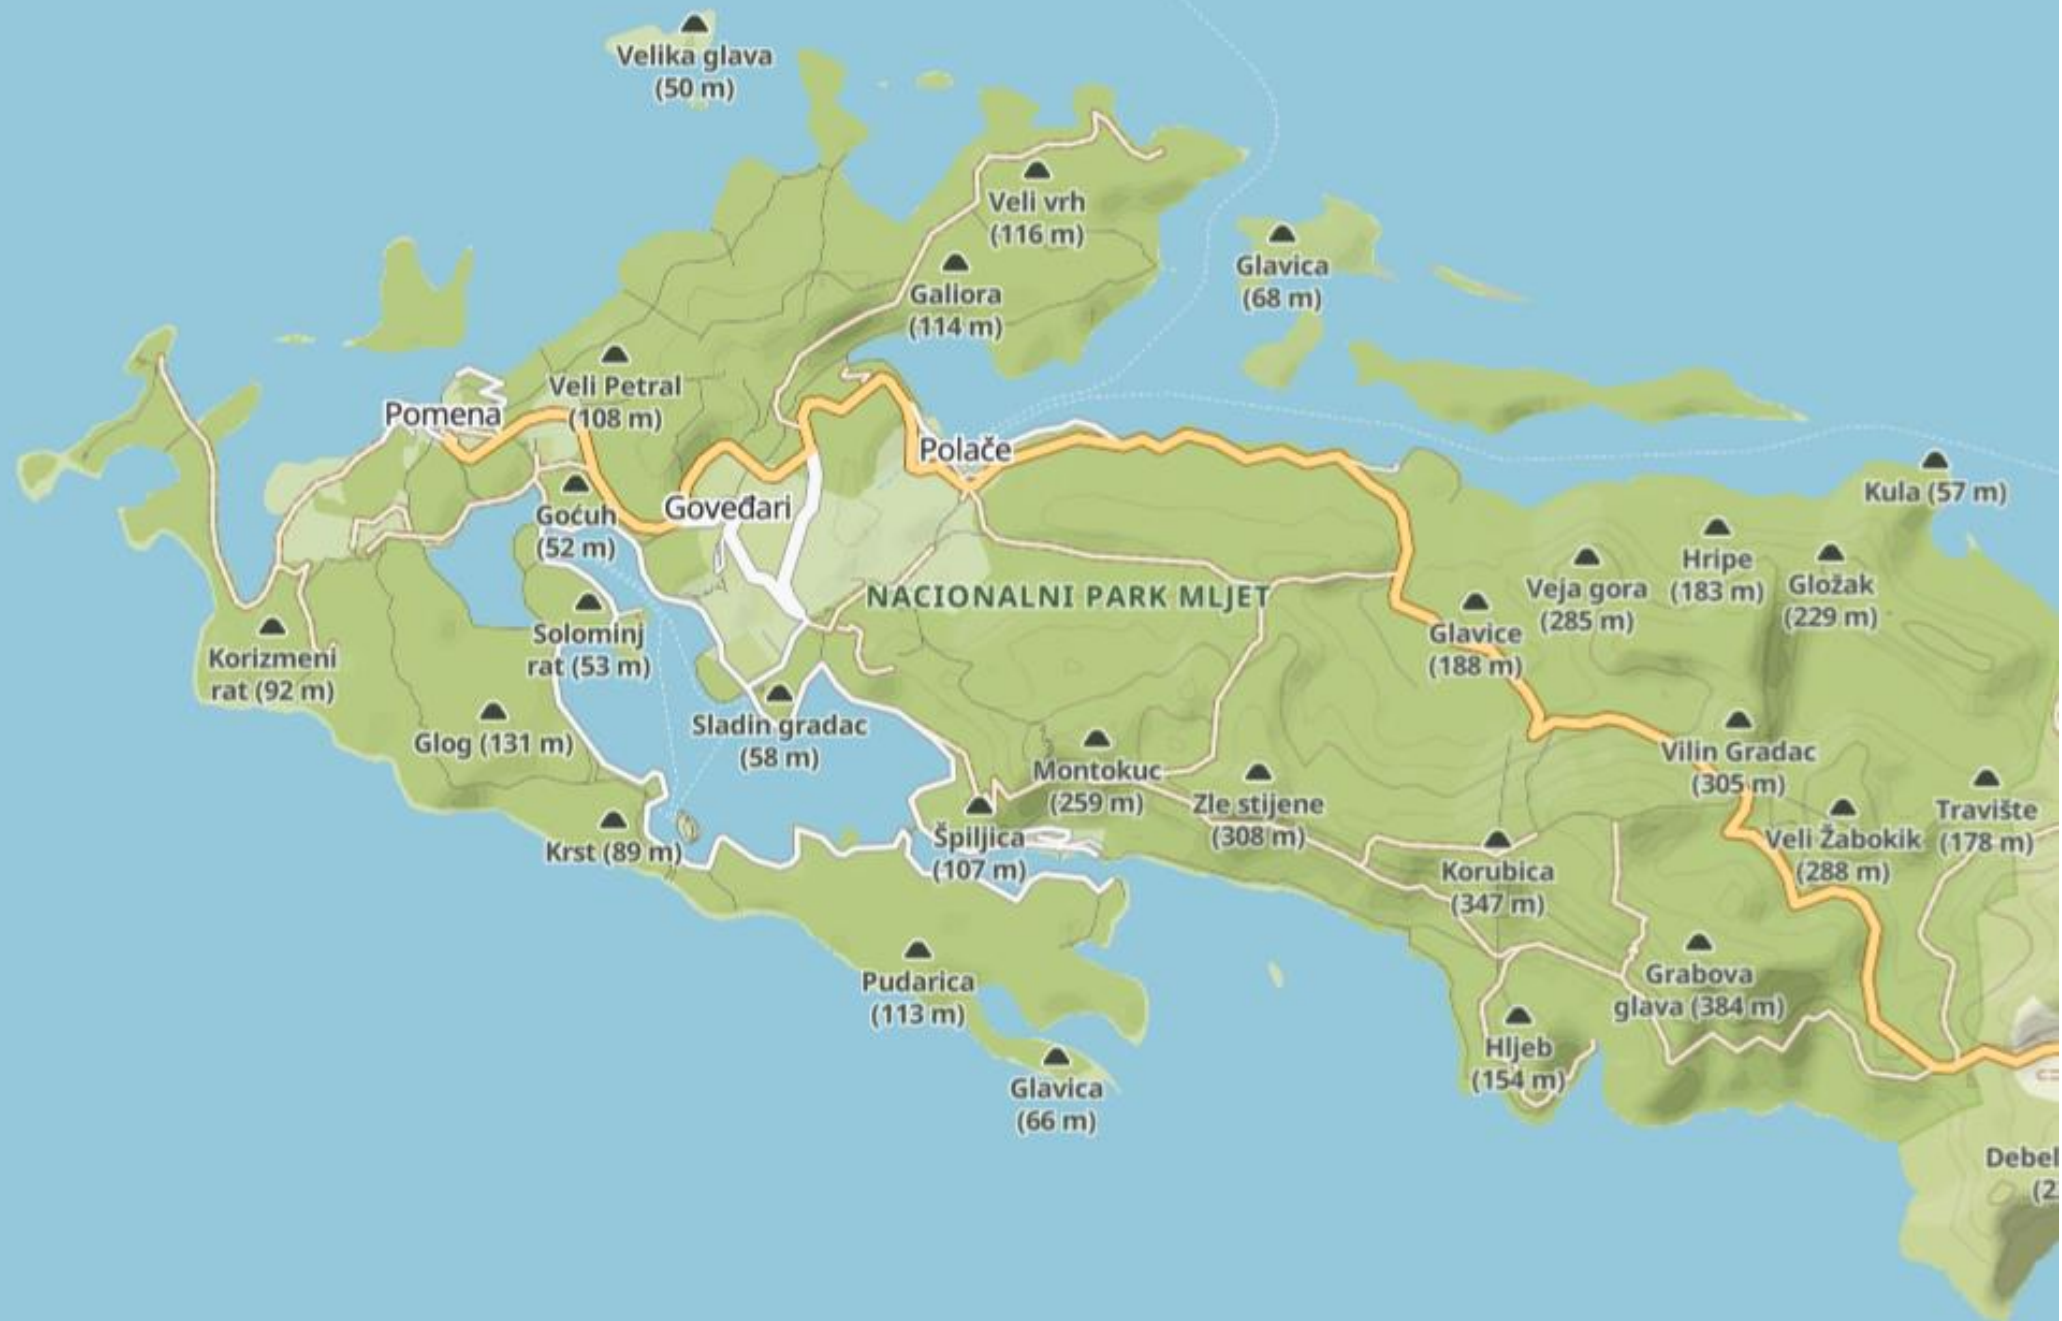 Velika glava
(50 m)
Veli vrh
(116 m)
Glavica
(68 m)
Galiora
(114 m)
Veli Petral
(108 m)
Pomena
Polače
Kula (57 m)
Goveđari
Goćuh
(52 m)
Hripe
(183 m)
Veja gora
(285 m)
Gložak
(229 m)
NACIONALNI PARK MLJET
Glavice
(188 m)
Solominj
rat (53 m)
Korizmeni
rat (92 m)
Glog (131 m)
Sladin gradac
(58 m)
Vilin Gradac
(305 m)
Montokuc
(259 m)
Zle stijene
(308 m)
Travište
(178 m)
Veli Žabokik
(288 m)
Krst (89 m)
Špiljica
(107 m)
Korubica
(347 m)
Pudarica
(113 m)
Grabova
glava (384 m)
Hljeb
(154 m)
Glavica
(66 m)
Debel
(2